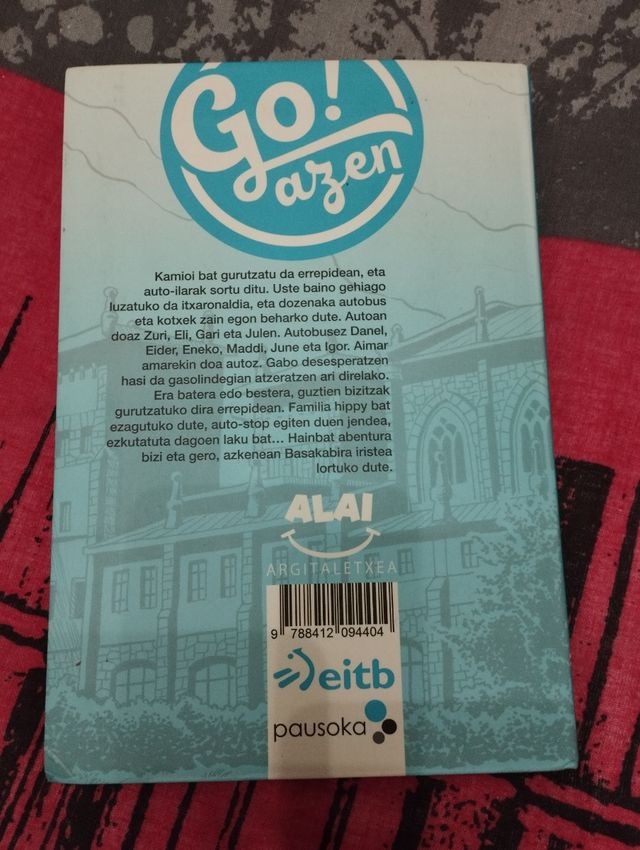 Go!
azen
Kamioi bat gurutzatu da errepidean, eta
auto-ilarak sortu ditu. Uste baino gehiago
luzatuko da itxaronaldia, eta dozenaka autobus
eta kotxek zain egon beharko dute. Autoan
doaz Zuri, Eli, Gari eta Julen. Autobusez Danel,
Eider, Eneko, Maddi, June eta Igor. Aimar
amarekin doa autoz. Gabo desesperatzen
hasi da gasolindegian atzeratzen ari direlako.
Era batera edo bestera, guztien bizitzak
gurutzatuko dira errepidean. Familia hippy bat
ezagutuko dute, auto-stop egiten duen jendea,
ezkutatuta dagoen laku bat... Hainbat abentura
bizi eta gero, azkenean Basakabira iristea
lortuko dute.
ALAI
ARGITALETXEA
9 788412 094404
eitb
pausoka